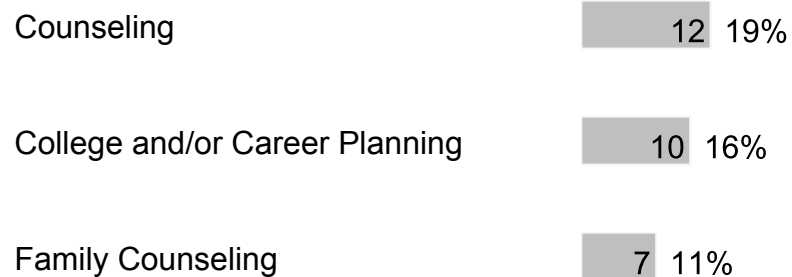 Counseling 12 19%
College and/or Career Planning 10 16%
Family Counseling 7 11%